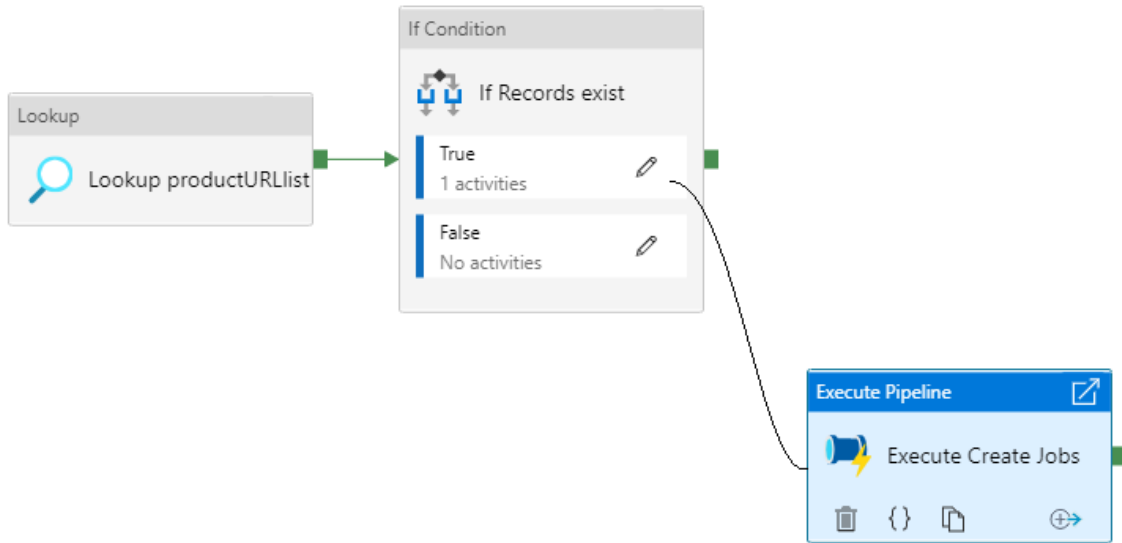 If Condition
If Records exist
True
1 activities
False
No activities
Lookup
Lookup productURLlist
Execute Pipeline
Execute Create Jobs
{}